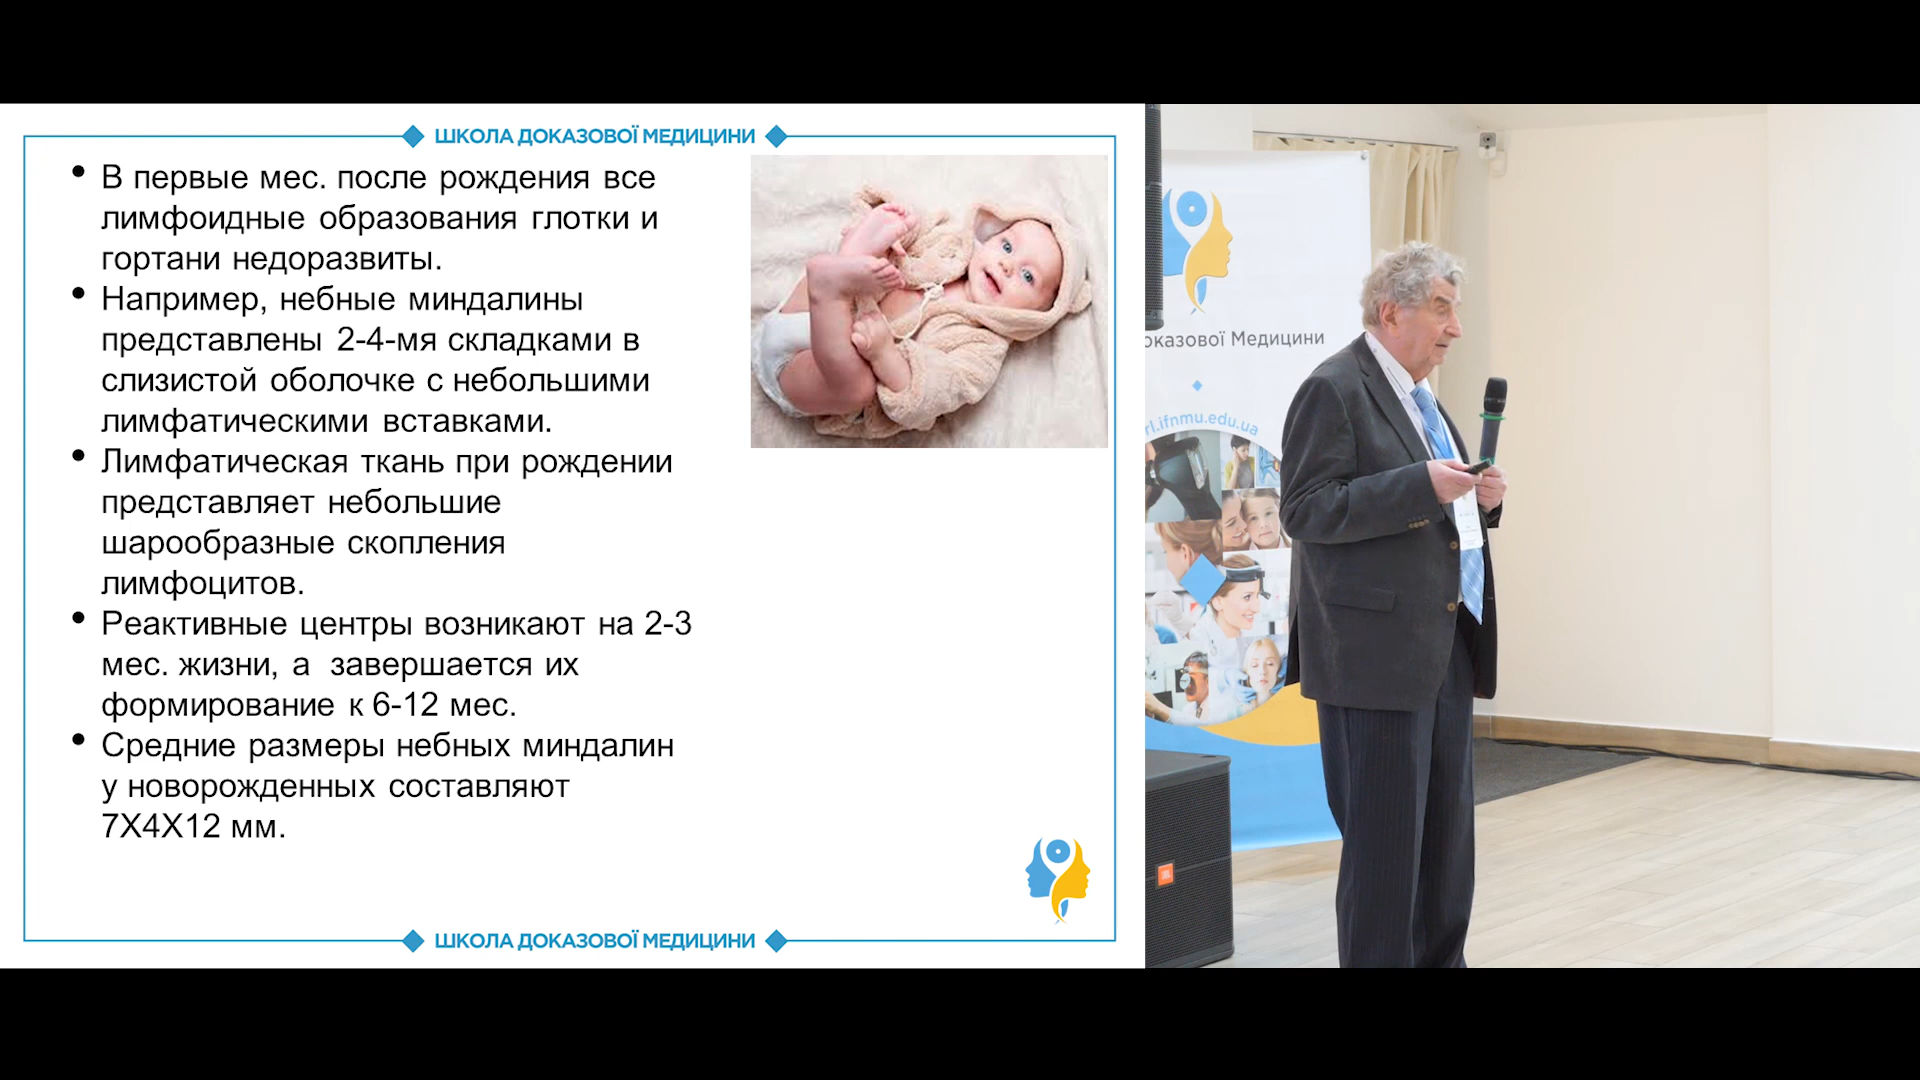 ШКОЛА ДОКАЗОВОЇ МЕДИЦИНИ
В первые мес. после рождения все
лимфоидные образования глотки и
гортани недоразвиты.
Например, небные миндалины
представлены 2-4-мя складками в
слизистой оболочке с небольшими
лимфатическими вставками.
Лимфатическая ткань при рождении
представляет небольшие
шарообразные скопления
лимфоцитов.
Реактивные центры возникают на 2-3
мес. жизни, а завершается их
формирование к 6-12 мес.
Средние размеры небных миндалин
у новорожденных составляют
7Х4Х12 мм.
ШКОЛА ДОКАЗОВОЇ МЕДИЦИНИ
оказової Медицини
rl.ifnmu.edu.ua
JBL